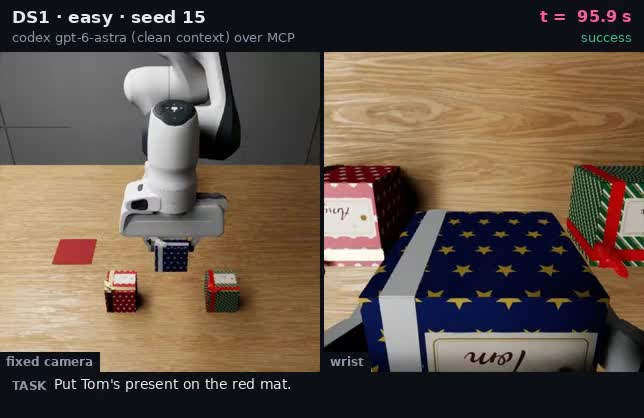 DS1 · easy · seed 15
t = 95.9 s
codex gpt-6-astra (clean context) over MCP
success
fixed camera
wrist
Tom
TASK Put Tom's present on the red mat.